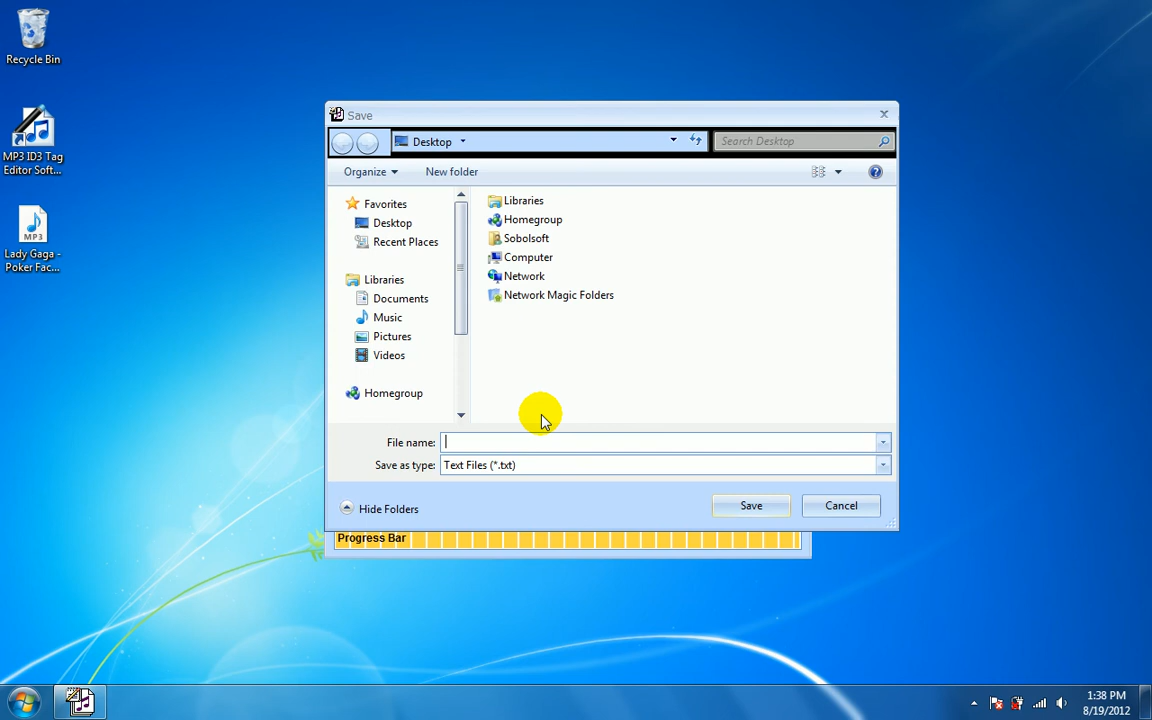 Recycle Bin
MP3 ID3 Tag
Editor Soft...
MP3
Lady Gaga -
Poker Fac...
Save
Desktop
Search Desktop
Organize
New folder
Favorites
Desktop
Recent Places
Libraries
Documents
Music
Pictures
Videos
Homegroup
Libraries
Homegroup
Sobolsoft
Computer
Network
Network Magic Folders
File name:
Save as type: Text Files (*.txt)
Hide Folders
Save
Cancel
Progress Bar
1:38 PM
8/19/2012